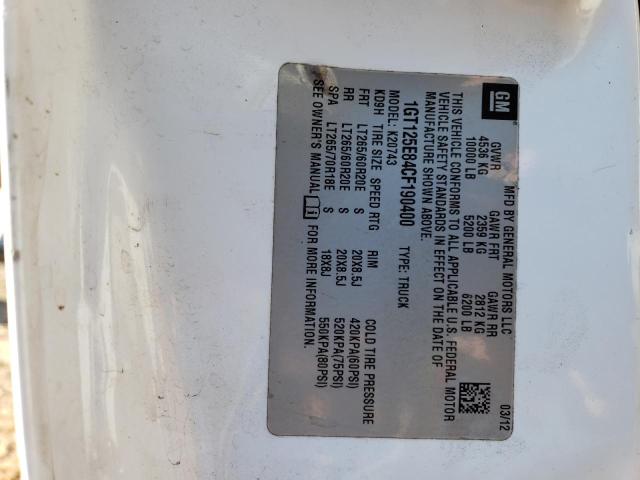 GM
MFD BY GENERAL MOTORS LLC 03/12
GVWR GAWR FRT GAWR RR
4536 KG 2359 KG 2812 KG
10000 LB 5200 LB 6200 LB
THIS VEHICLE CONFORMS TO ALL APPLICABLE U.S. FEDERAL MOTOR
VEHICLE SAFETY STANDARDS IN EFFECT ON THE DATE OF
MANUFACTURE SHOWN ABOVE.
1GT125E84CF190400 TYPE: TRUCK
MODEL: K20743
KD9H TIRE SIZE SPEED RTG RIM COLD TIRE PRESSURE
FRT LT265/60R20E S 20X8.5J 420KPA(60PSI)
RR LT265/60R20E S 20X8.5J 520KPA(75PSI)
SPA LT265/70R18E S 18X8J 550KPA(80PSI)
SEE OWNER'S MANUAL FOR MORE INFORMATION.